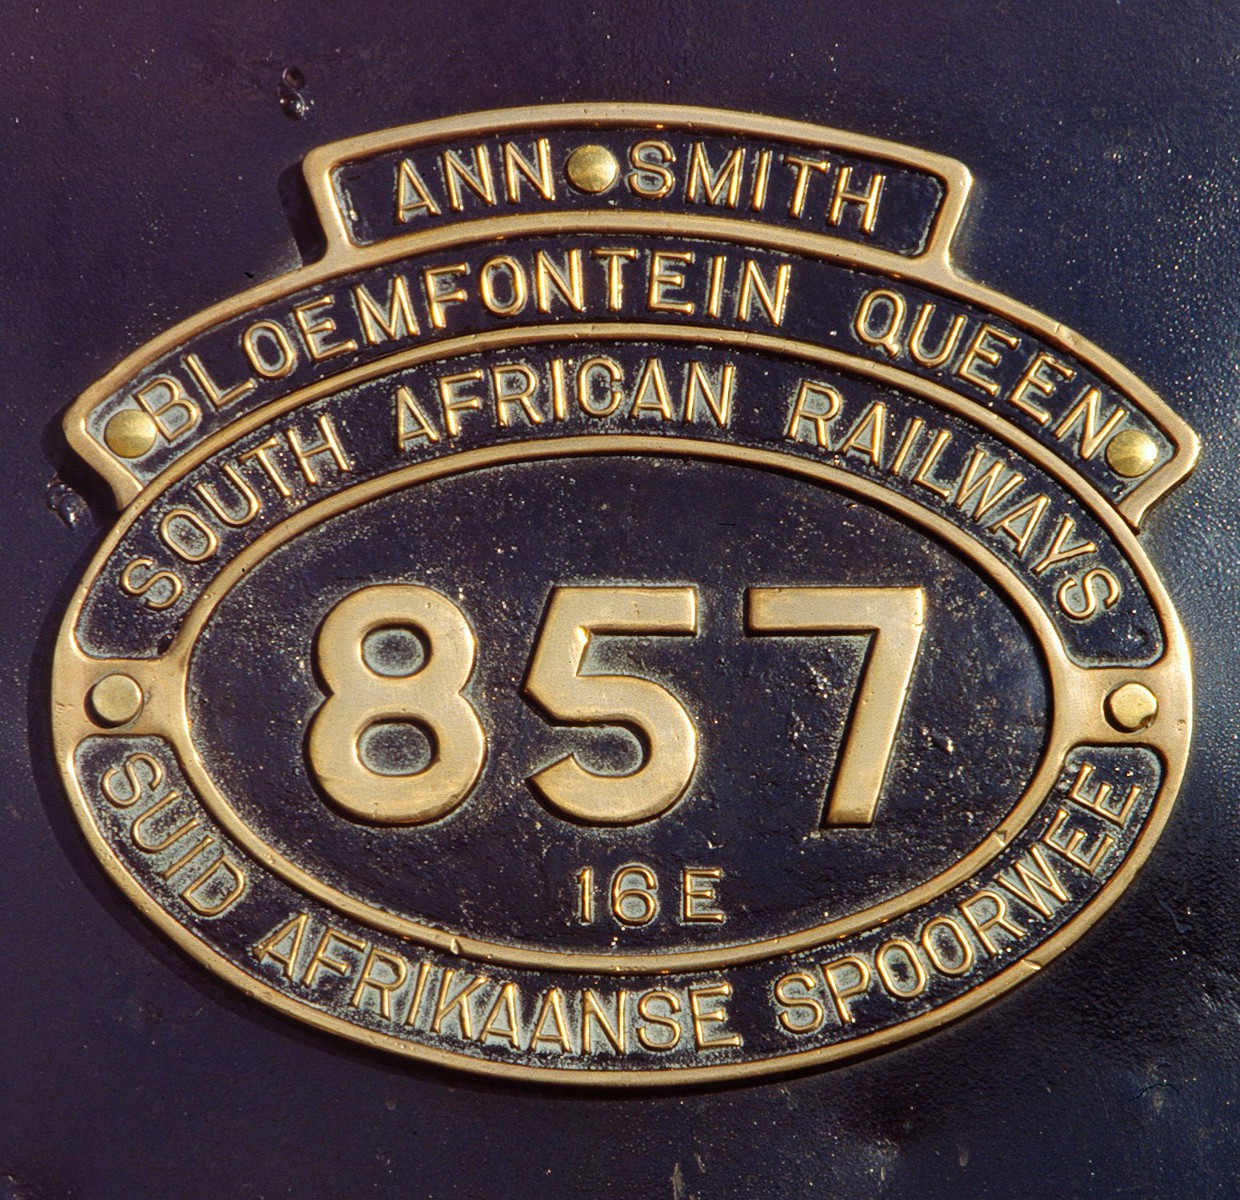 ANN SMITH
BLOEMFONTEIN QUEEN
SOUTH AFRICAN RAILWAYS
857
16E
SUID AFRIKAANSE SPOORWEE